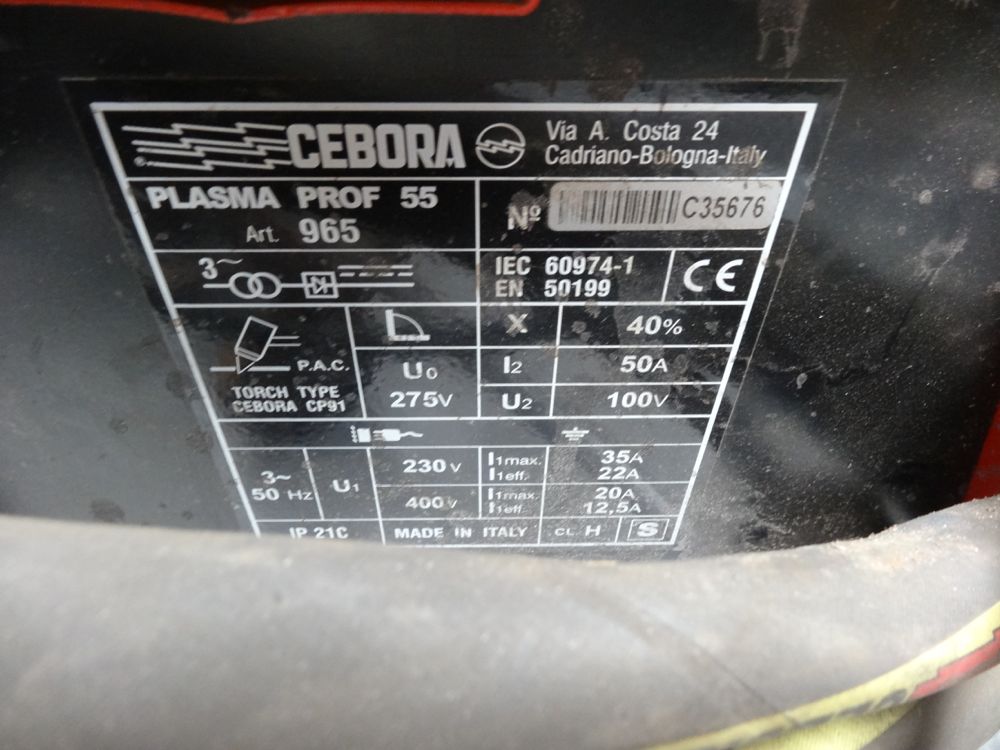 CEBORA
Via A. Costa 24
Cadriano-Bologna-Italy
PLASMA PROF 55
Art. 965
Nº C35676
3~
IEC 60974-1
EN 50199
CE
P.A.C.
TORCH TYPE
CEBORA CP91
U0
275V
X 40%
I2 50A
U2 100V
3~
50 Hz
U1
230 V
I1max. 35A
I1eff. 22A
400V
I1max. 20A
I1eff. 12,5A
IP 21C
MADE IN ITALY
CL. H
S